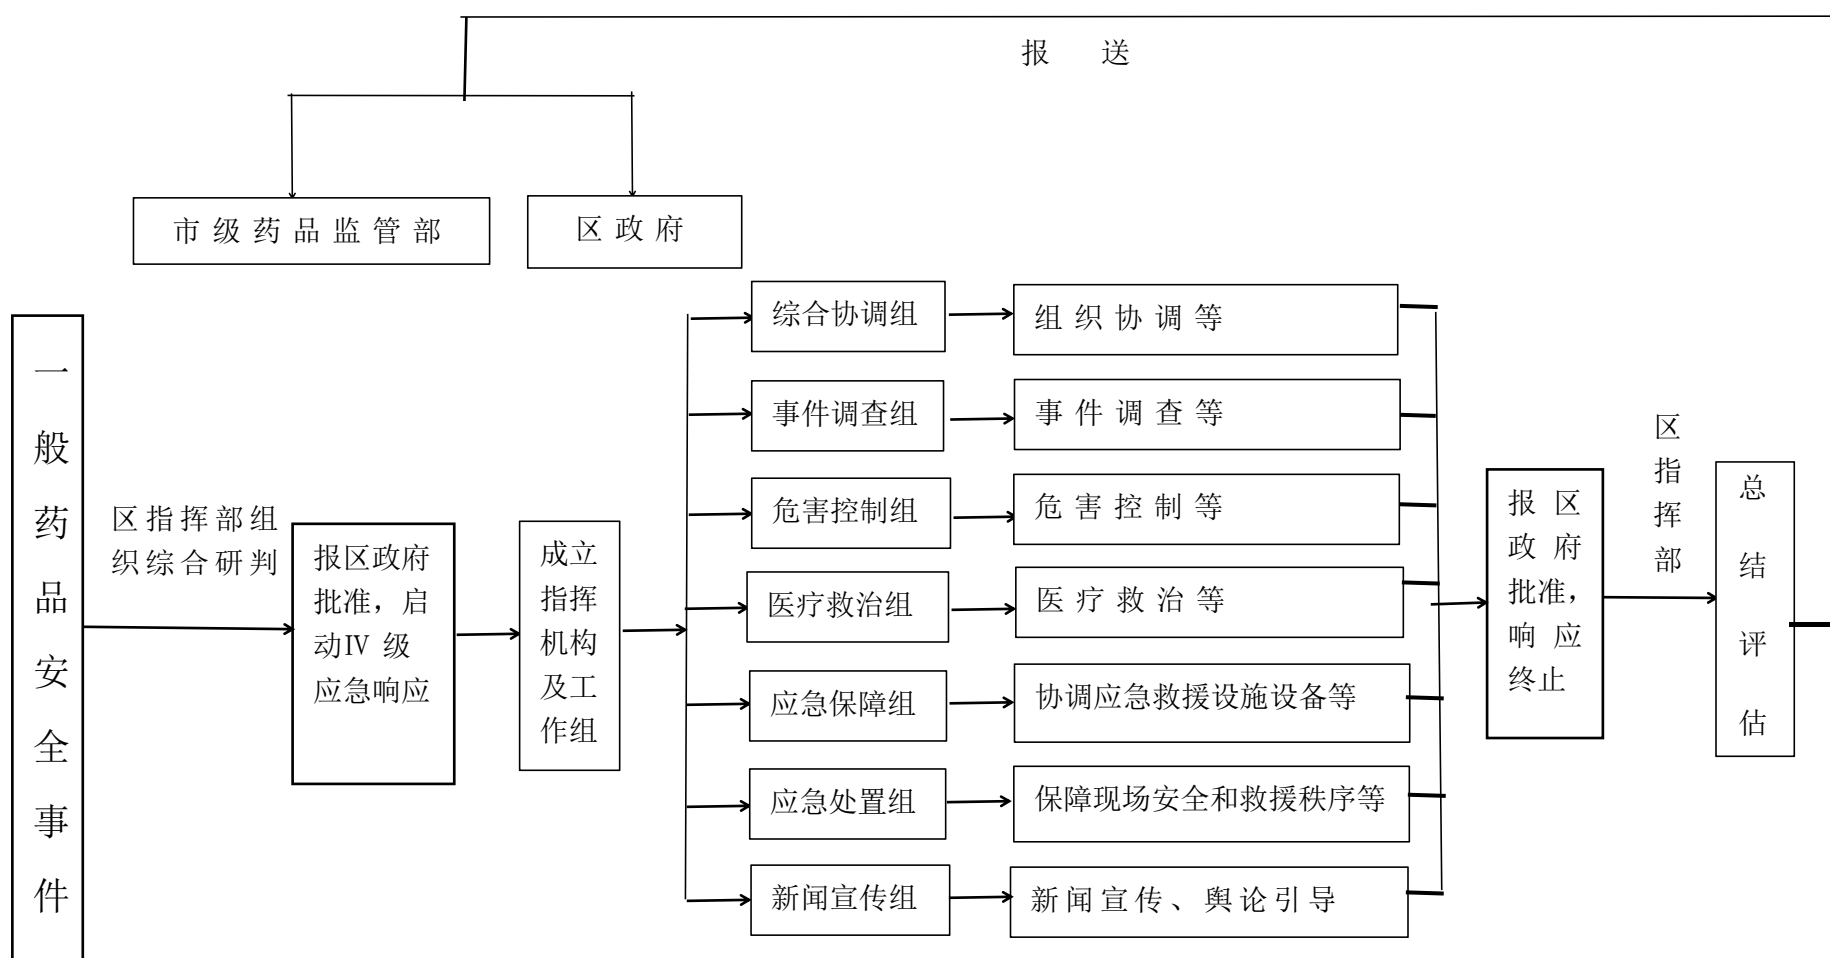 报 送
市级药品监管部
区政府
一般药品安全事件
区指挥部组
织综合研判
报区政府
批准，启
动Ⅳ 级
应急响应
成立
指挥
机构
及工
作组
综合协调组
组织协调等
事件调查组
事件调查等
危害控制组
危害控制等
医疗救治组
医疗救治等
应急保障组
协调应急救援设施设备等
应急处置组
保障现场安全和救援秩序等
新闻宣传组
新闻宣传、舆论引导
报 区
政 府
批准，
响 应
终止
区指挥部
总结评估